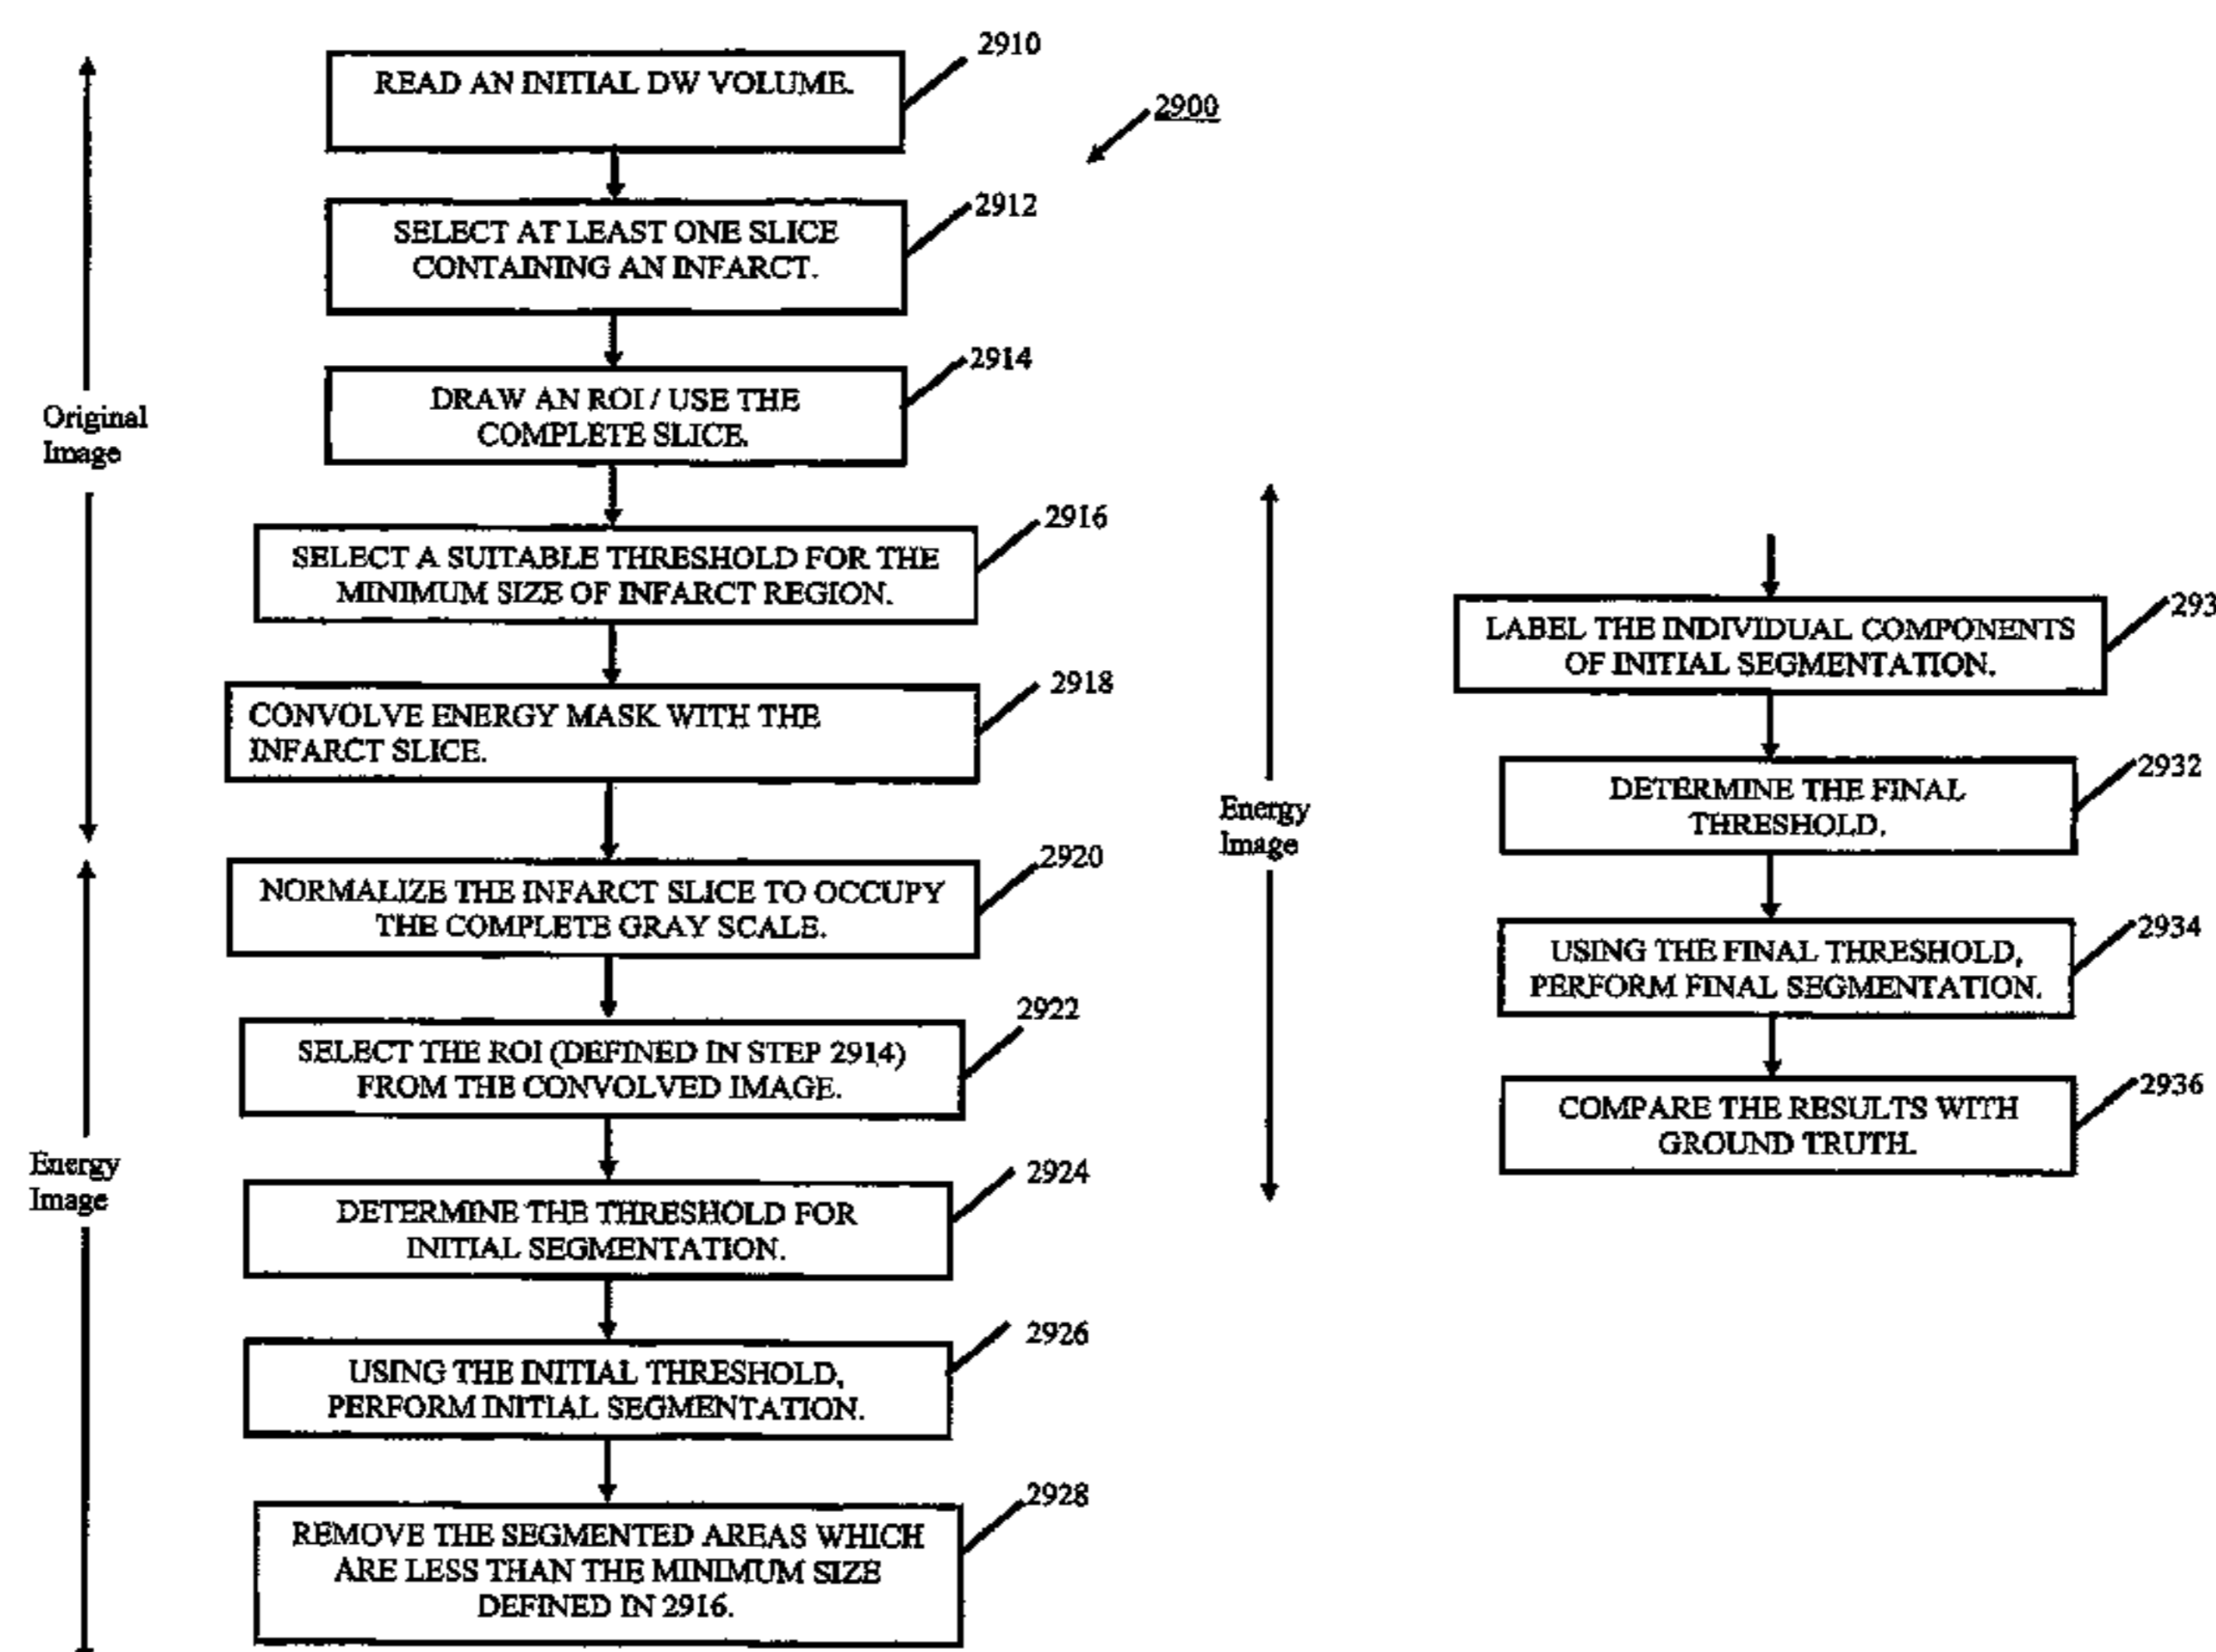 2910
READ AN INITIAL DW VOLUME.
2900
2912
SELECT AT LEAST ONE SLICE
CONTAINING AN INFARCT.
2914
DRAW AN ROI / USE THE
COMPLETE SLICE.
Original
Image
2916
SELECT A SUITABLE THRESHOLD FOR THE
MINIMUM SIZE OF INFARCT REGION.
2918
CONVOLVE ENERGY MASK WITH THE
INFARCT SLICE.
2920
NORMALIZE THE INFARCT SLICE TO OCCUPY
THE COMPLETE GRAY SCALE.
2922
SELECT THE ROI (DEFINED IN STEP 2914)
FROM THE CONVOLVED IMAGE.
Energy
Image
2924
DETERMINE THE THRESHOLD FOR
INITIAL SEGMENTATION.
2926
USING THE INITIAL THRESHOLD,
PERFORM INITIAL SEGMENTATION.
2928
REMOVE THE SEGMENTED AREAS WHICH
ARE LESS THAN THE MINIMUM SIZE
DEFINED IN 2916.
293
LABEL THE INDIVIDUAL COMPONENTS
OF INITIAL SEGMENTATION.
2932
DETERMINE THE FINAL
THRESHOLD.
Energy
Image
2934
USING THE FINAL THRESHOLD,
PERFORM FINAL SEGMENTATION.
2936
COMPARE THE RESULTS WITH
GROUND TRUTH.